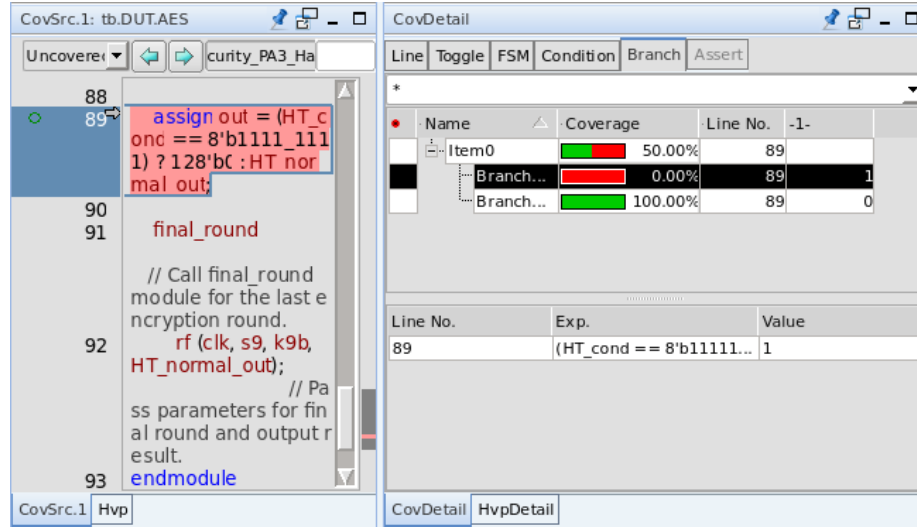 CovSrc.1: tb.DUT.AES
Uncovere
curity_PA3_Ha
88
89 assign out = (HT_c
ond == 8'b1111_111
1) ? 128'b0 : HT_nor
mal_out;
90
91 final_round
// Call final_round
module for the last e
ncryption round.
92 rf (clk, s9, k9b,
HT_normal_out);
// Pa
ss parameters for fin
al round and output r
esult.
93 endmodule
CovSrc.1 Hvp
CovDetail
Line Toggle FSM Condition Branch Assert
*
Name Coverage Line No. -1-
Item0 50.00% 89
Branch... 0.00% 89 1
Branch... 100.00% 89 0
Line No. Exp. Value
89 (HT_cond == 8'b11111... 1
CovDetail HvpDetail